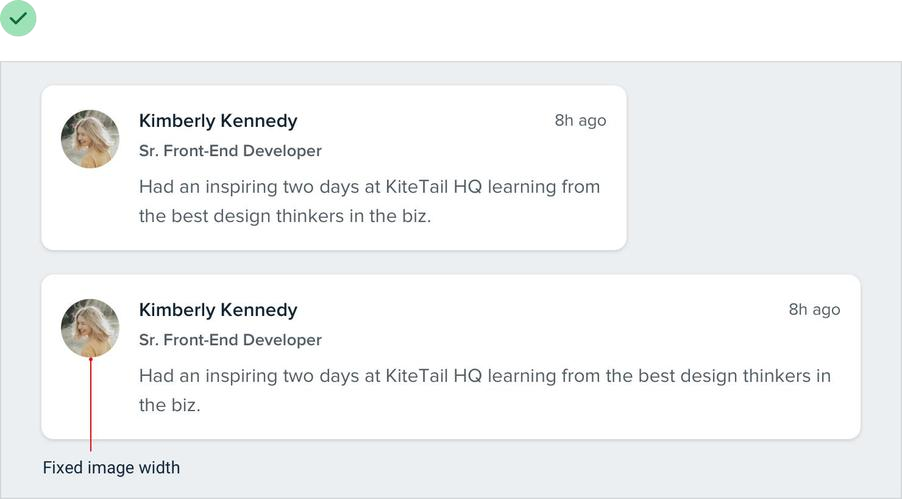 Kimberly Kennedy 8h ago
Sr. Front-End Developer
Had an inspiring two days at KiteTail HQ learning from
the best design thinkers in the biz.
Kimberly Kennedy 8h ago
Sr. Front-End Developer
Had an inspiring two days at KiteTail HQ learning from the best design thinkers in
the biz.
Fixed image width